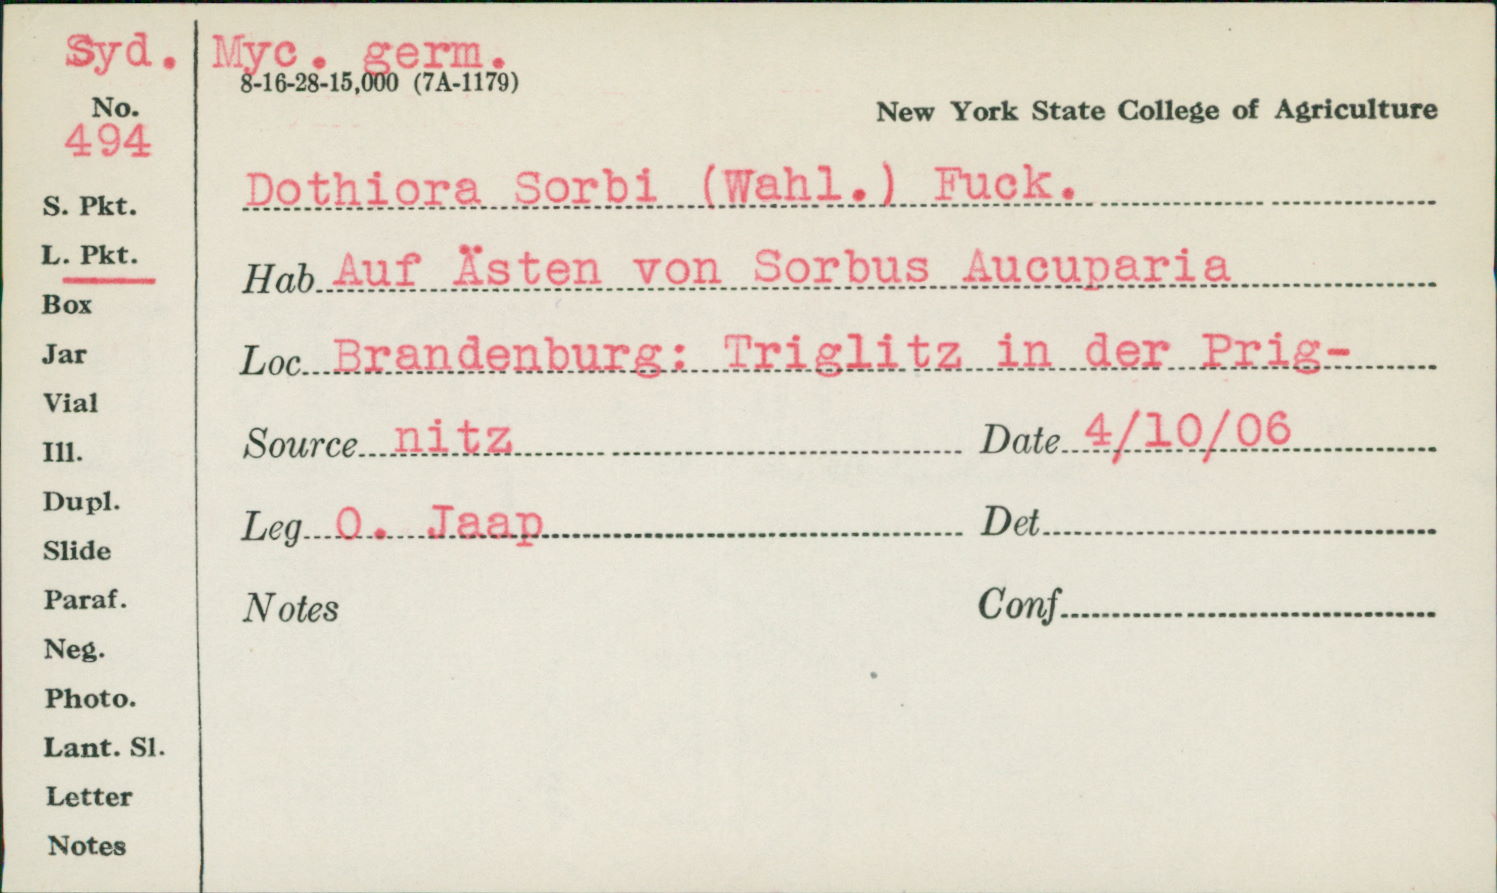 Syd. Myc. germ.
8-16-28-15,000 (7A-1179)
No.
494
New York State College of Agriculture
S. Pkt.
L. Pkt.
Box
Jar
Vial
Ill.
Dupl.
Slide
Paraf.
Neg.
Photo.
Lant. Sl.
Letter
Notes
Dothiora Sorbi (Wahl.) Fuck.
Hab Auf Ästen von Sorbus Aucuparia
Loc Brandenburg: Triglitz in der Prig-
Source nitz Date 4/10/06
Leg O. Jaap Det
Notes Conf